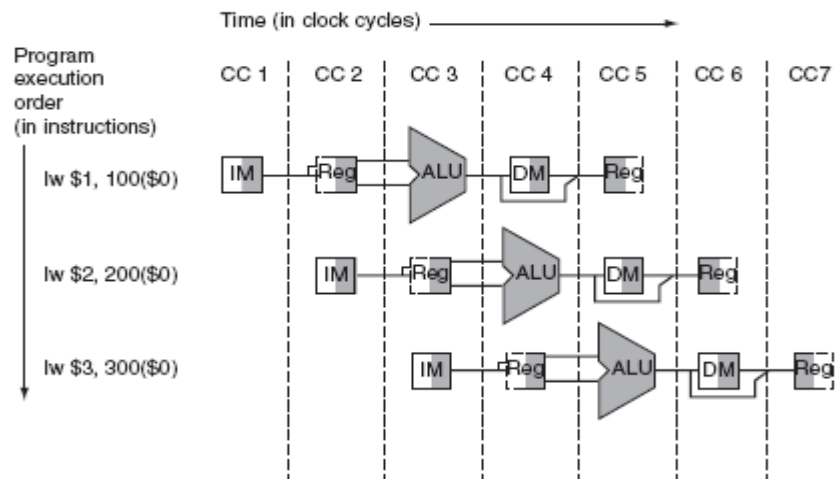 Time (in clock cycles)
Program
execution
order
(in instructions)
CC 1 CC 2 CC 3 CC 4 CC 5 CC 6 CC7
lw $1, 100($0) IM Reg ALU DM Reg
lw $2, 200($0) IM Reg ALU DM Reg
lw $3, 300($0) IM Reg ALU DM Reg